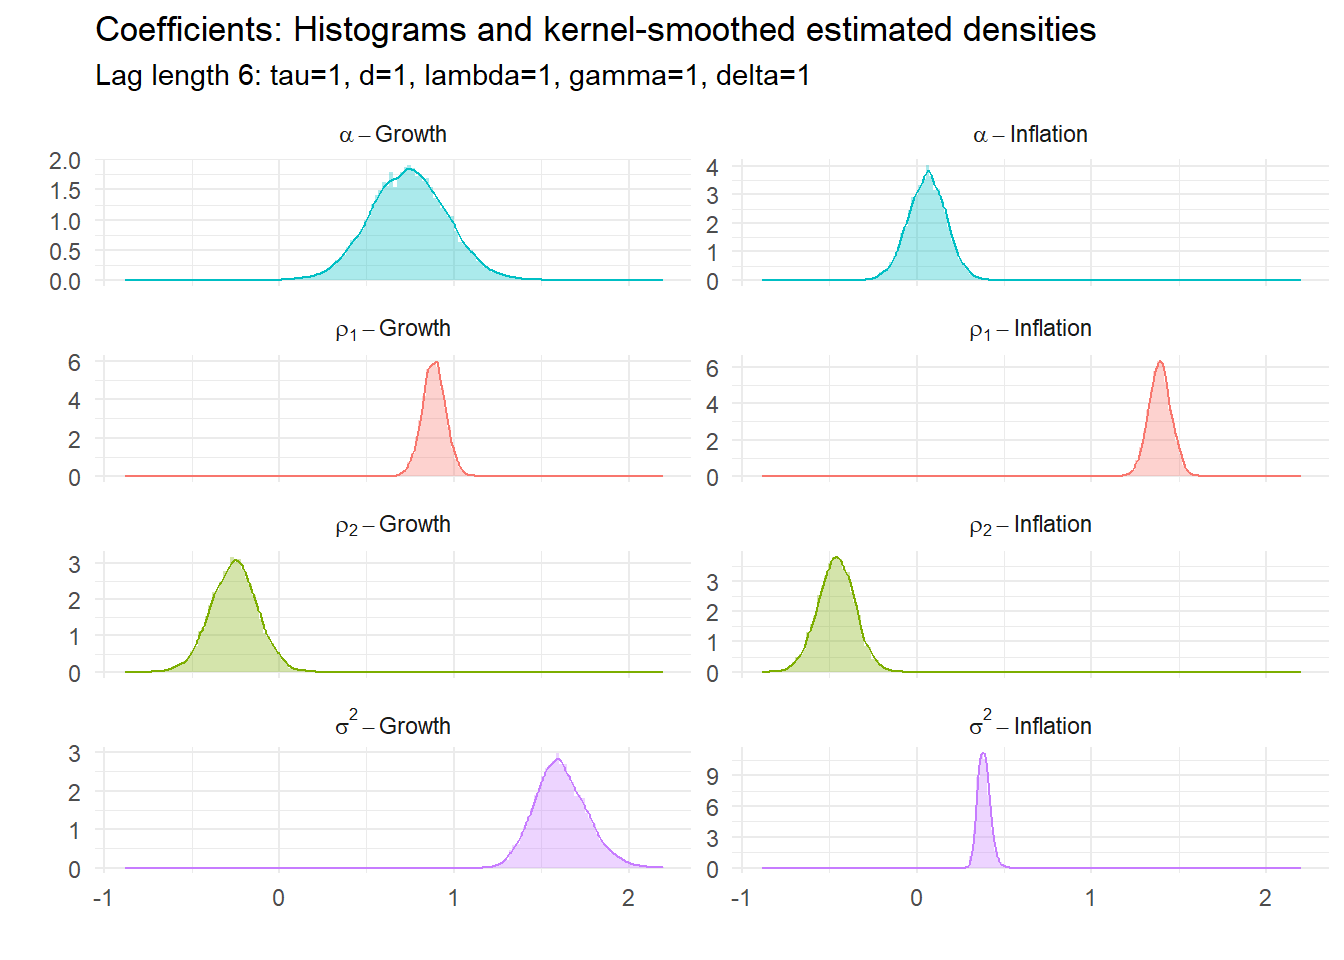 Coefficients: Histograms and kernel-smoothed estimated densities
Lag length 6: tau=1, d=1, lambda=1, gamma=1, delta=1
α – Growth
α – Inflation
2.0
1.5
1.0
0.5
0.0
4
3
2
1
0
ρ1 – Growth
ρ1 – Inflation
6
4
2
0
6
4
2
0
ρ2 – Growth
ρ2 – Inflation
3
2
1
0
3
2
1
0
σ2 – Growth
σ2 – Inflation
3
2
1
0
9
6
3
0
-1 0 1 2
-1 0 1 2